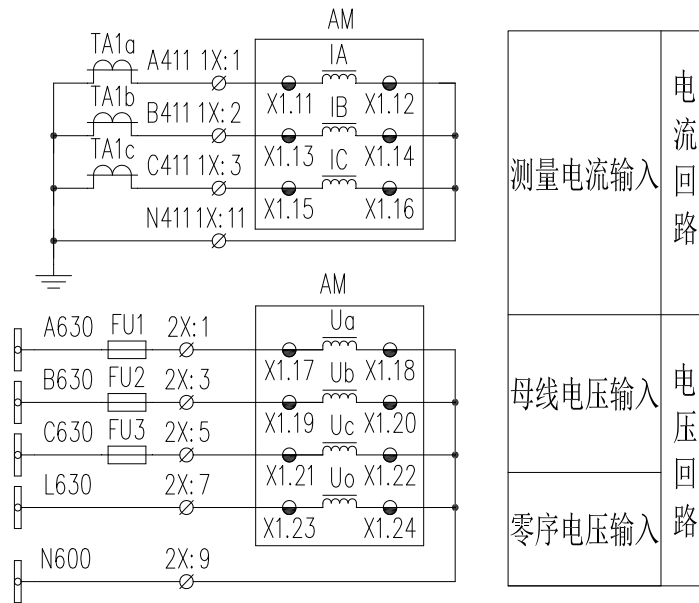 AM
TA1a A411 1X:1 IA
X1.11 X1.12
TA1b B411 1X:2 IB
X1.13 X1.14
TA1c C411 1X:3 IC
X1.15 X1.16
N411 1X:11
测量电流输入
电流回路
AM
A630 FU1 2X:1 Ua
X1.17 X1.18
B630 FU2 2X:3 Ub
X1.19 X1.20
C630 FU3 2X:5 Uc
X1.21 X1.22
L630 2X:7 Uo
X1.23 X1.24
N600 2X:9
母线电压输入
零序电压输入
电压回路